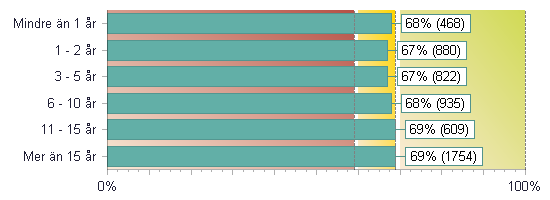 Mindre än 1 år 68% (468)
1 - 2 år 67% (880)
3 - 5 år 67% (822)
6 - 10 år 68% (935)
11 - 15 år 69% (609)
Mer än 15 år 69% (1754)
0% 100%